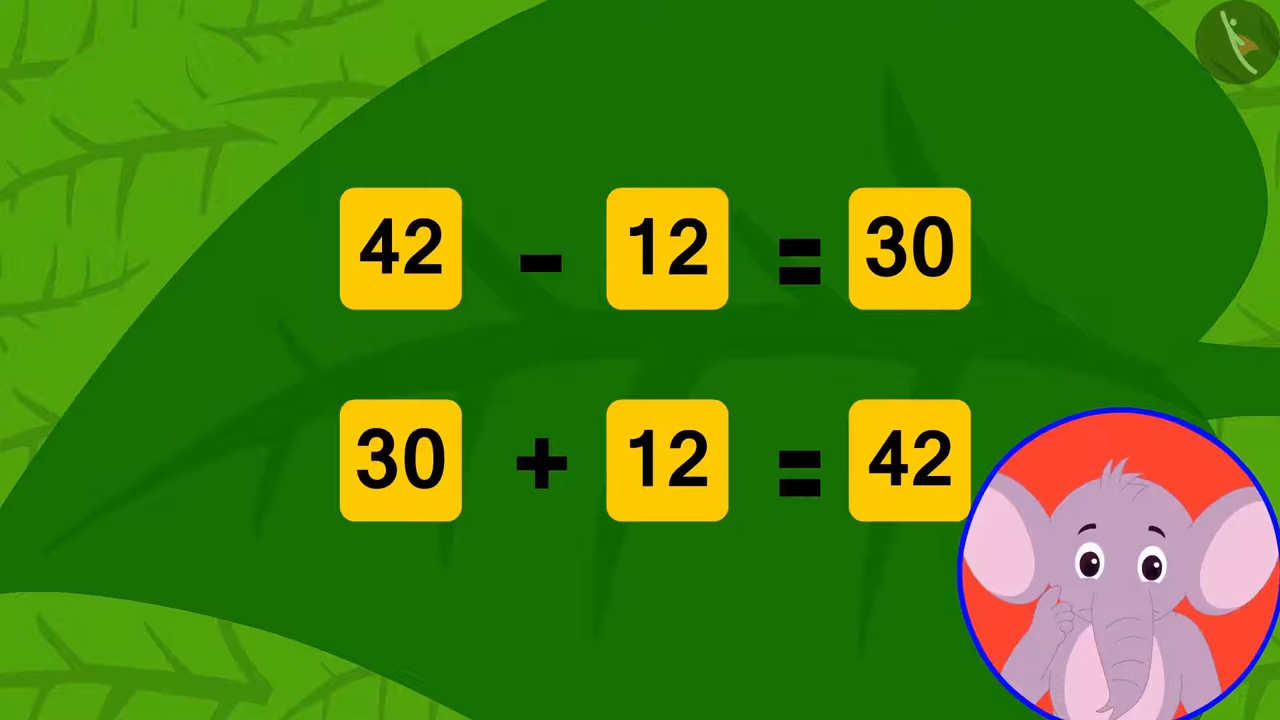 42 - 12 = 30
30 + 12 = 42